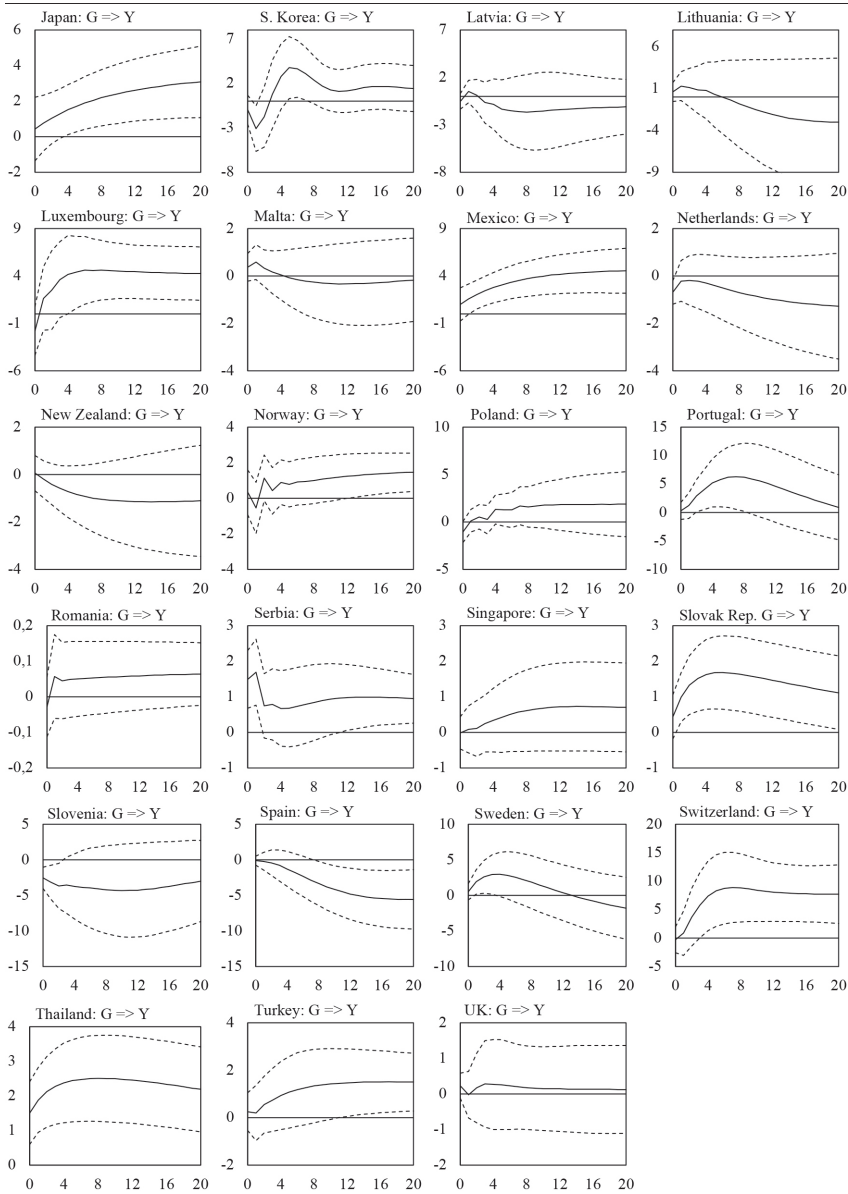 Japan: G => Y
6
4
2
0
-2
0 4 8 12 16 20
S. Korea: G => Y
7
2
-3
-8
0 4 8 12 16 20
Latvia: G => Y
7
2
-3
-8
0 4 8 12 16 20
Lithuania: G => Y
6
1
-4
-9
0 4 8 12 16 20
Luxembourg: G => Y
9
4
-1
-6
0 4 8 12 16 20
Malta: G => Y
2
0
-2
-4
0 4 8 12 16 20
Mexico: G => Y
9
4
-1
-6
0 4 8 12 16 20
Netherlands: G => Y
2
0
-2
-4
0 4 8 12 16 20
New Zealand: G => Y
2
0
-2
-4
0 4 8 12 16 20
Norway: G => Y
4
2
0
-2
-4
0 4 8 12 16 20
Poland: G => Y
10
5
0
-5
0 4 8 12 16 20
Portugal: G => Y
15
10
5
0
-5
-10
0 4 8 12 16 20
Romania: G => Y
0,2
0,1
0
-0,1
-0,2
0 4 8 12 16 20
Serbia: G => Y
3
2
1
0
-1
0 4 8 12 16 20
Singapore: G => Y
3
2
1
0
-1
0 4 8 12 16 20
Slovak Rep. G => Y
3
2
1
0
-1
0 4 8 12 16 20
Slovenia: G => Y
5
0
-5
-10
-15
0 4 8 12 16 20
Spain: G => Y
5
0
-5
-10
-15
0 4 8 12 16 20
Sweden: G => Y
10
5
0
-5
-10
0 4 8 12 16 20
Switzerland: G => Y
20
15
10
5
0
-5
0 4 8 12 16 20
Thailand: G => Y
4
3
2
1
0
0 4 8 12 16 20
Turkey: G => Y
4
2
0
-2
0 4 8 12 16 20
UK: G => Y
2
1
0
-1
-2
0 4 8 12 16 20